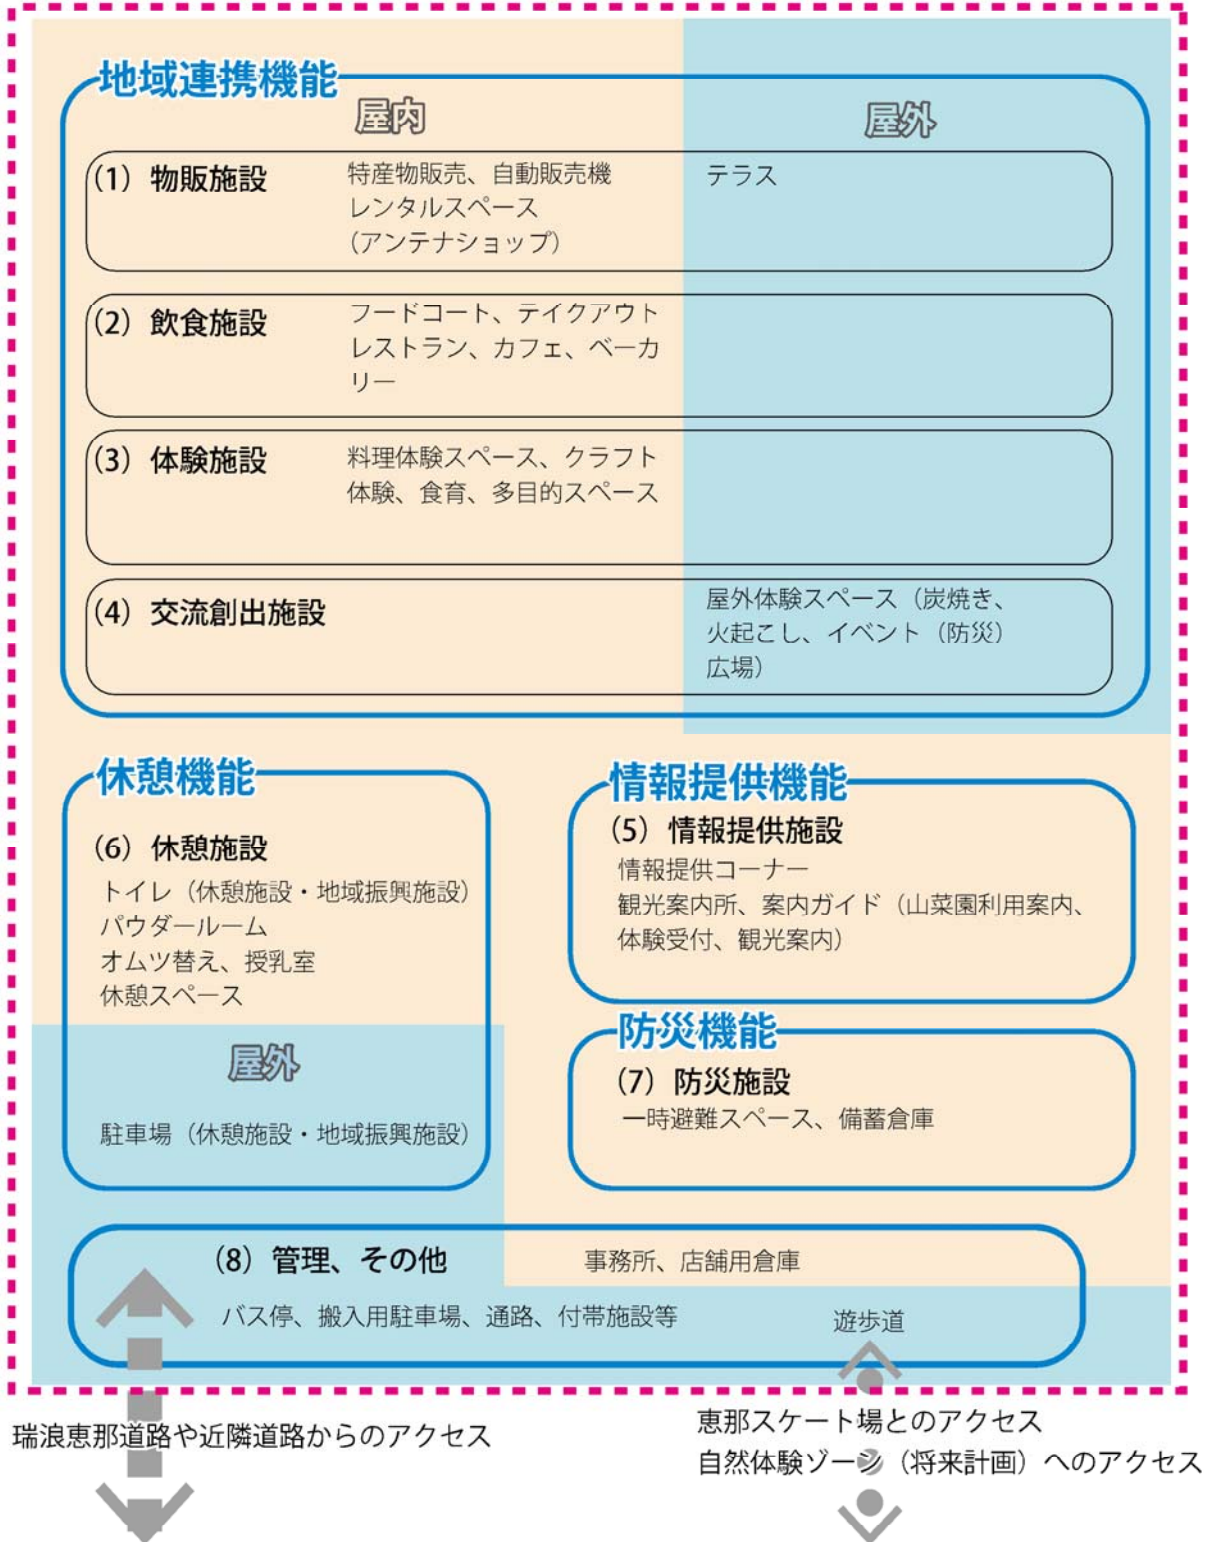 地域連携機能
屋内
屋外
(1) 物販施設
特産物販売、自動販売機
レンタルスペース
(アンテナショップ)
テラス
(2) 飲食施設
フードコート、テイクアウト
レストラン、カフェ、ベーカ
リー
(3) 体験施設
料理体験スペース、クラフト
体験、食育、多目的スペース
(4) 交流創出施設
屋外体験スペース（炭焼き、
火起こし、イベント（防災）
広場）
休憩機能
(6) 休憩施設
トイレ（休憩施設・地域振興施設）
パウダールーム
オムツ替え、授乳室
休憩スペース
屋外
駐車場（休憩施設・地域振興施設）
情報提供機能
(5) 情報提供施設
情報提供コーナー
観光案内所、案内ガイド（山菜園利用案内、
体験受付、観光案内）
防災機能
(7) 防災施設
一時避難スペース、備蓄倉庫
(8) 管理、その他
事務所、店舗用倉庫
バス停、搬入用駐車場、通路、付帯施設等
遊歩道
瑞浪恵那道路や近隣道路からのアクセス
恵那スケート場とのアクセス
自然体験ゾーン（将来計画）へのアクセス